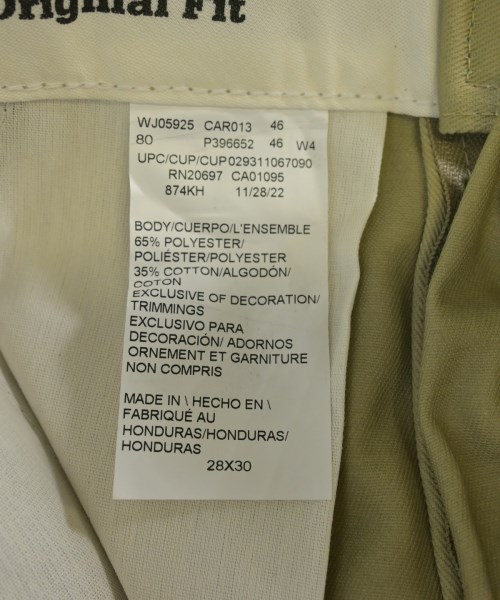 Original Fit
WJ05925 CAR013 46
80 P396652 46 W4
UPC/CUP/CUP029311067090
RN20697 CA01095
874KH 11/28/22
BODY/CUERPO/L'ENSEMBLE
65% POLYESTER/
POLIÉSTER/POLYESTER
35% COTTON/ALGODÓN/
COTON
EXCLUSIVE OF DECORATION/
TRIMMINGS
EXCLUSIVO PARA
DECORACIÓN/ ADORNOS
ORNEMENT ET GARNITURE
NON COMPRIS
MADE IN \ HECHO EN \
FABRIQUÉ AU
HONDURAS/HONDURAS/
HONDURAS
28X30